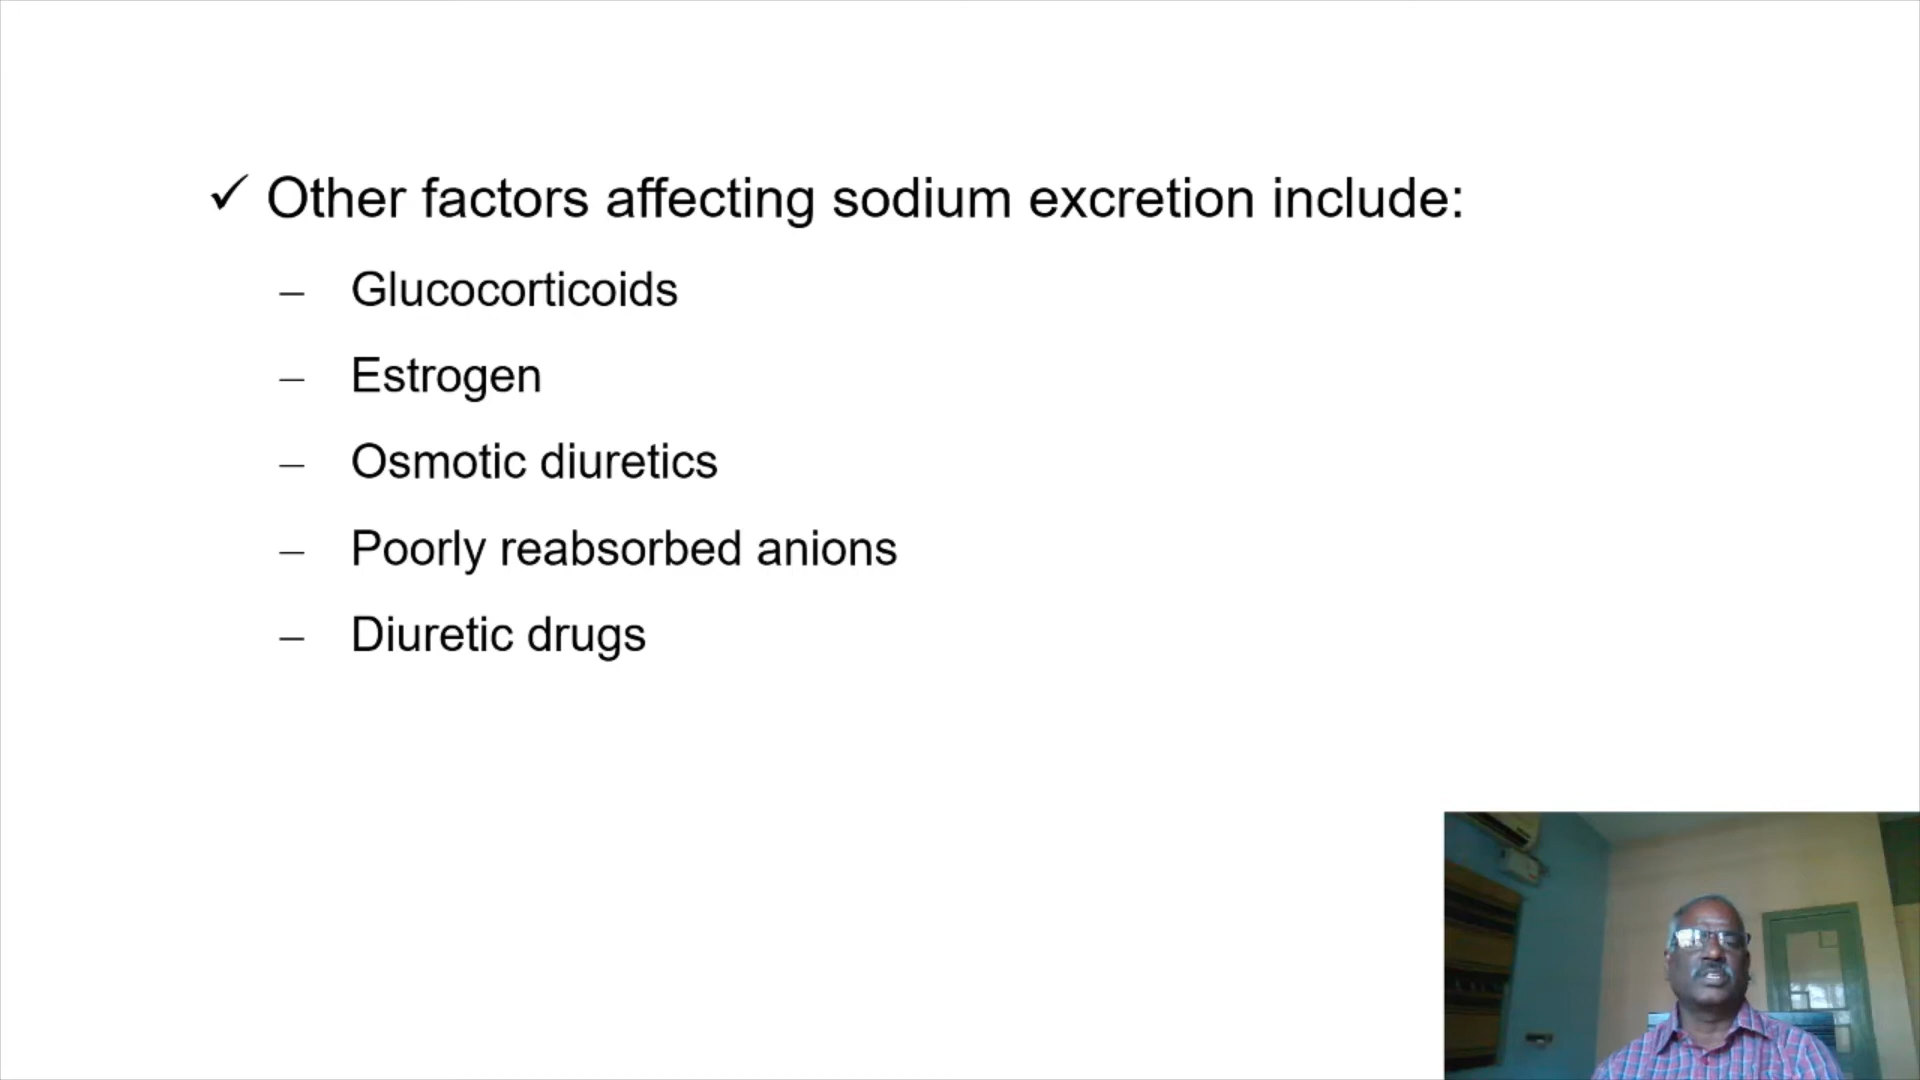 ✓ Other factors affecting sodium excretion include:
– Glucocorticoids
– Estrogen
– Osmotic diuretics
– Poorly reabsorbed anions
– Diuretic drugs